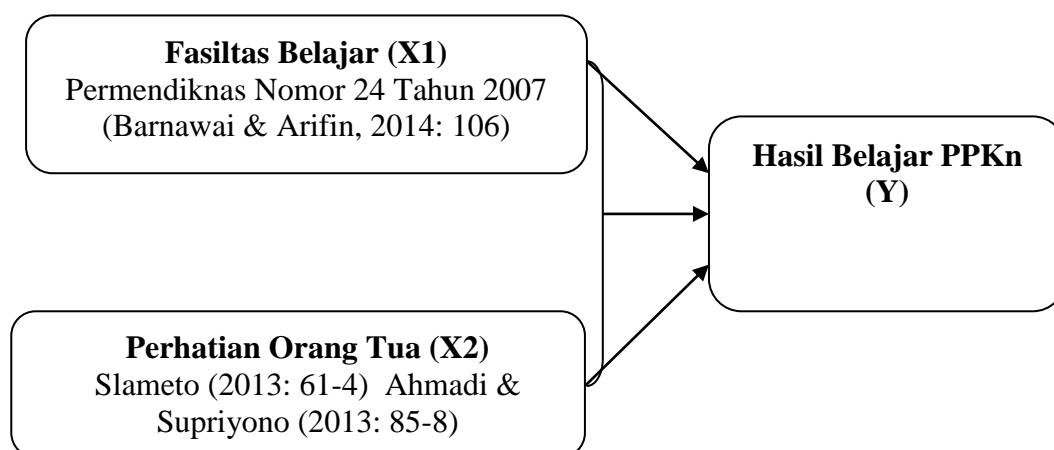 Fasiltas Belajar (X1)
Permendiknas Nomor 24 Tahun 2007
(Barnawai & Arifin, 2014: 106)
Hasil Belajar PPKn
(Y)
Perhatian Orang Tua (X2)
Slameto (2013: 61-4)  Ahmadi &
Supriyono (2013: 85-8)